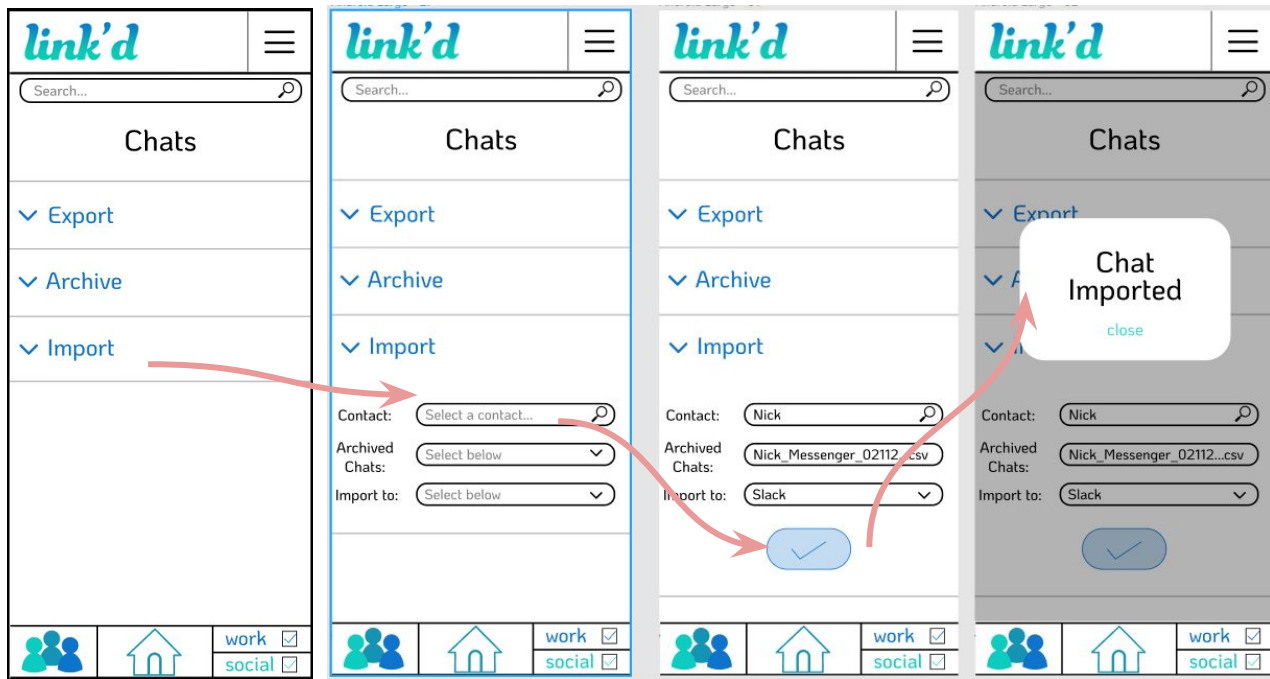 link'd
Search...
Chats
Export
Archive
Import
work
social
link'd
Search...
Chats
Export
Archive
Import
Contact: Select a contact...
Archived Chats: Select below
Import to: Select below
work
social
link'd
Search...
Chats
Export
Archive
Import
Contact: Nick
Archived Chats: Nick_Messenger_02112...csv
Import to: Slack
work
social
link'd
Search...
Chats
Export
Chat
Imported
close
Contact: Nick
Archived Chats: Nick_Messenger_02112...csv
Import to: Slack
work
social